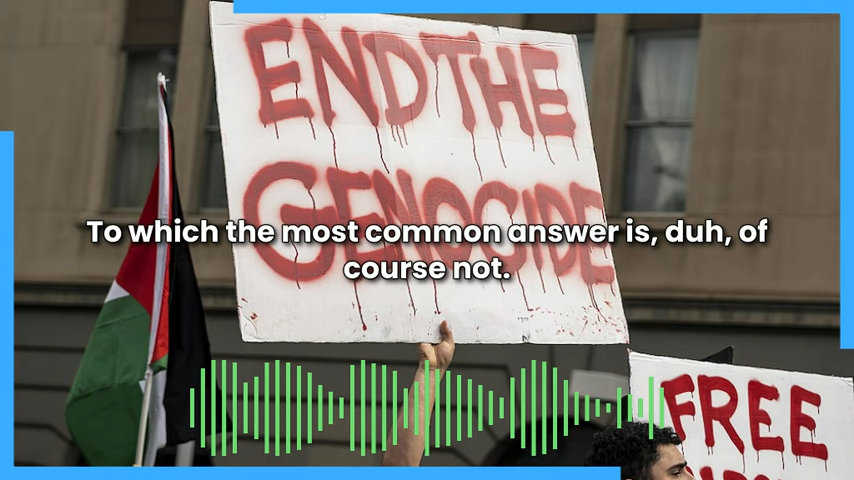 END THE
GENOCIDE
To which the most common answer is, duh, of
course not.
FREE